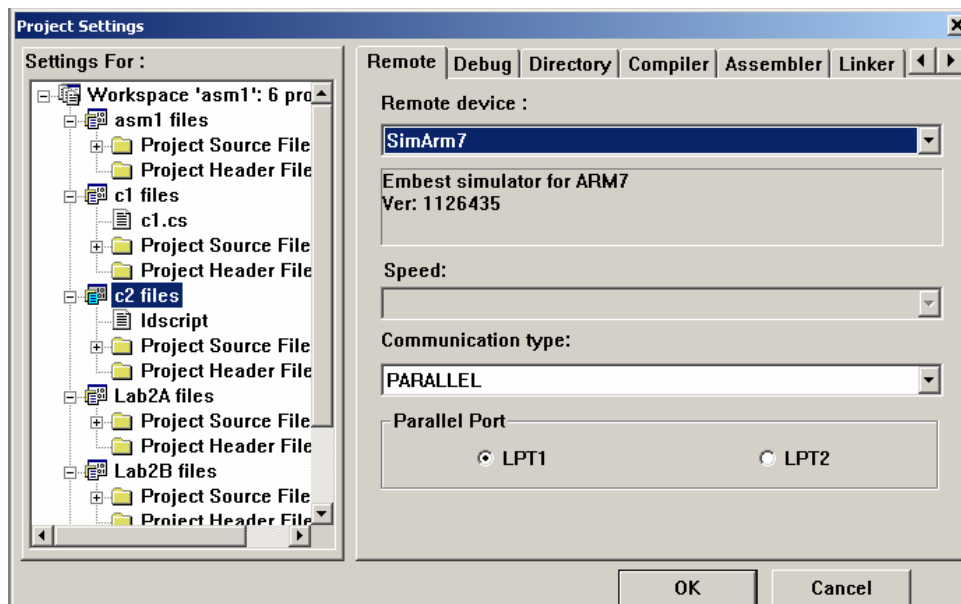 Project Settings
Settings For :
Workspace 'asm1': 6 pro
asm1 files
Project Source File
Project Header File
c1 files
c1.cs
Project Source File
Project Header File
c2 files
ldscript
Project Source File
Project Header File
Lab2A files
Project Source File
Project Header File
Lab2B files
Project Source File
Project Header File
Remote Debug Directory Compiler Assembler Linker
Remote device :
SimArm7
Embest simulator for ARM7
Ver: 1126435
Speed:
Communication type:
PARALLEL
Parallel Port
LPT1 LPT2
OK Cancel